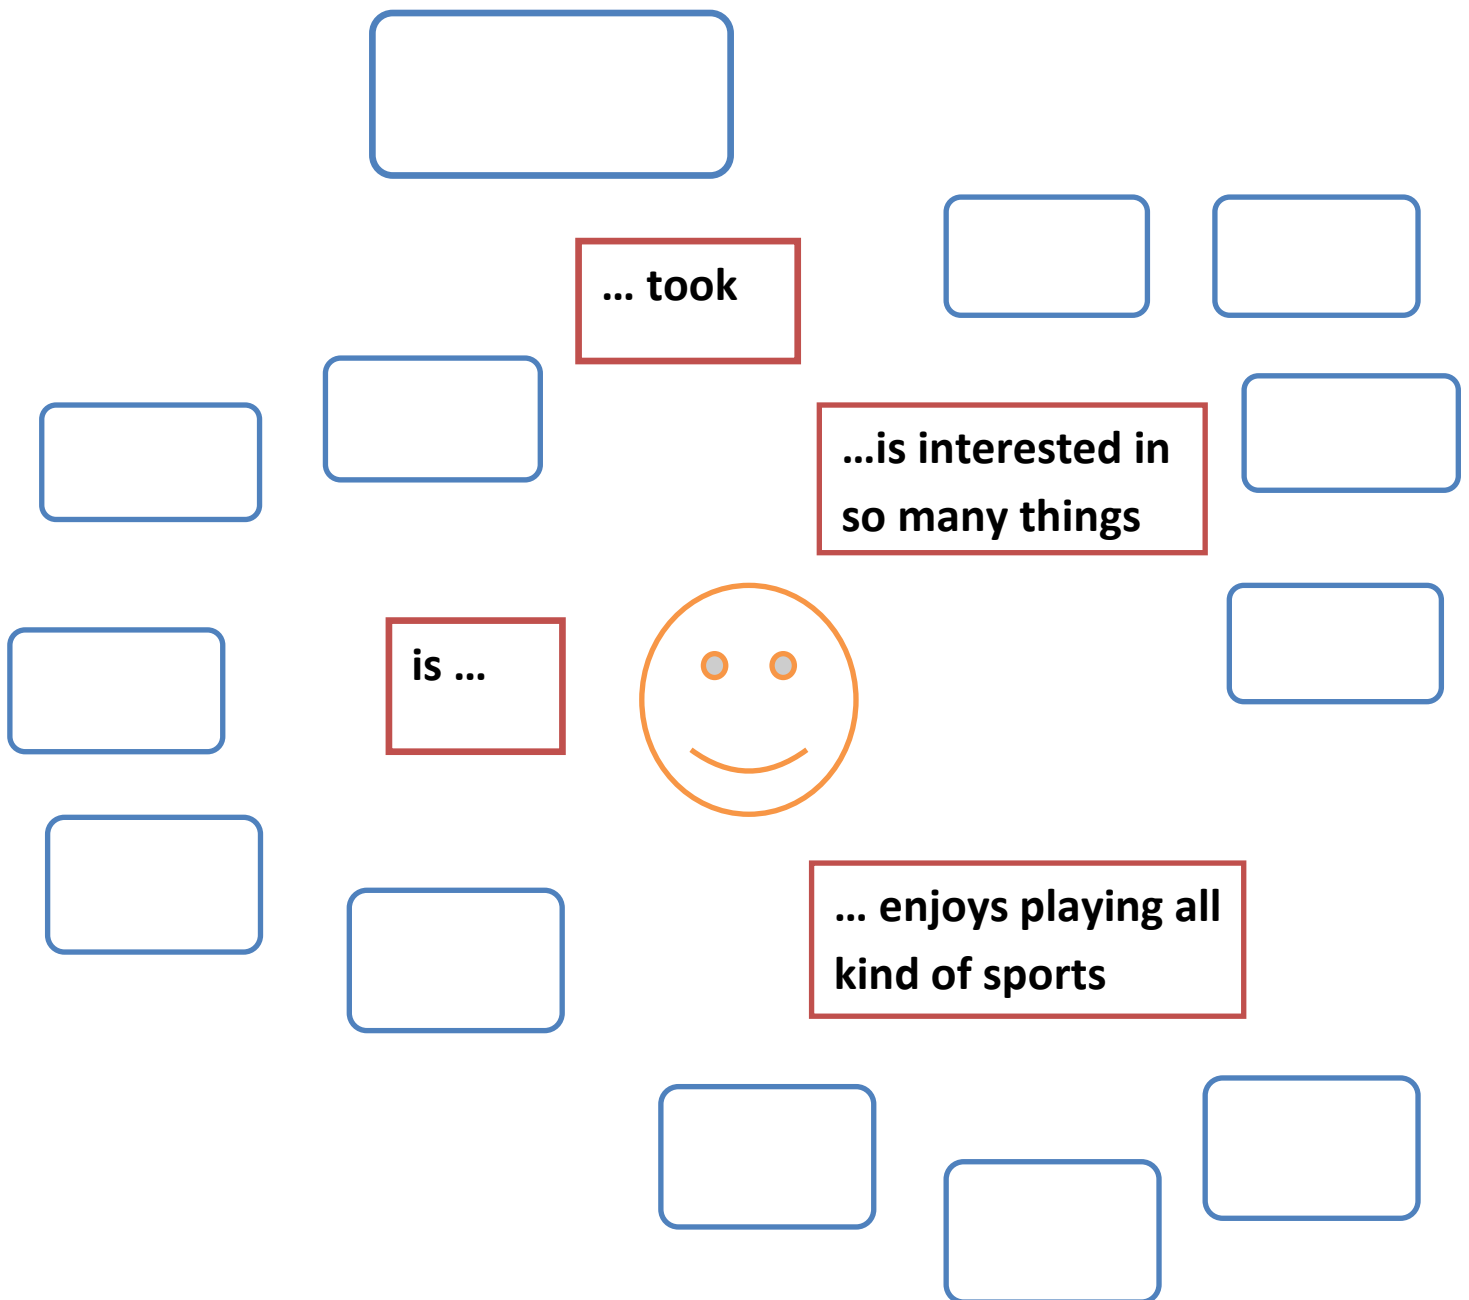 ... took
...is interested in
so many things
is ...
... enjoys playing all
kind of sports